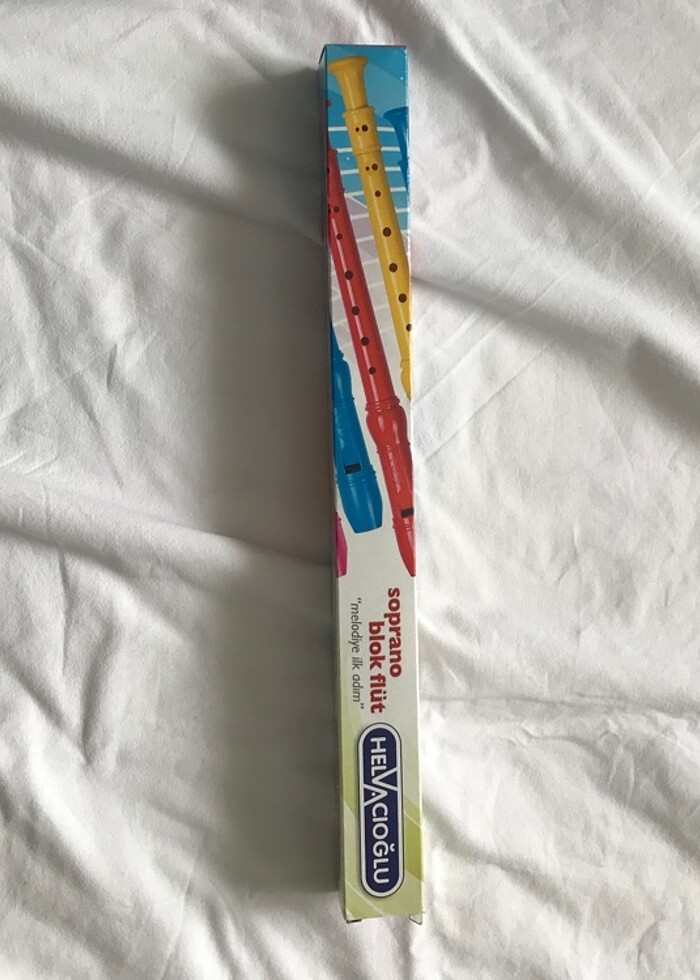 soprano
blok flüt
"melodiye ilk adım"
HELVACIOĞLU